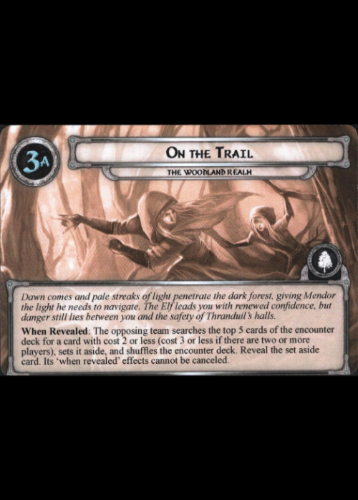 3A
ON THE TRAIL
THE WOODLAND REALM
Dawn comes and pale streaks of light penetrate the dark forest, giving Mendor
the light he needs to navigate. The Elf leads you with renewed confidence, but
danger still lies between you and the safety of Thranduil's halls.
When Revealed: The opposing team searches the top 5 cards of the encounter
deck for a card with cost 2 or less (cost 3 or less if there are two or more
players), sets it aside, and shuffles the encounter deck. Reveal the set aside
card. Its 'when revealed' effects cannot be canceled.